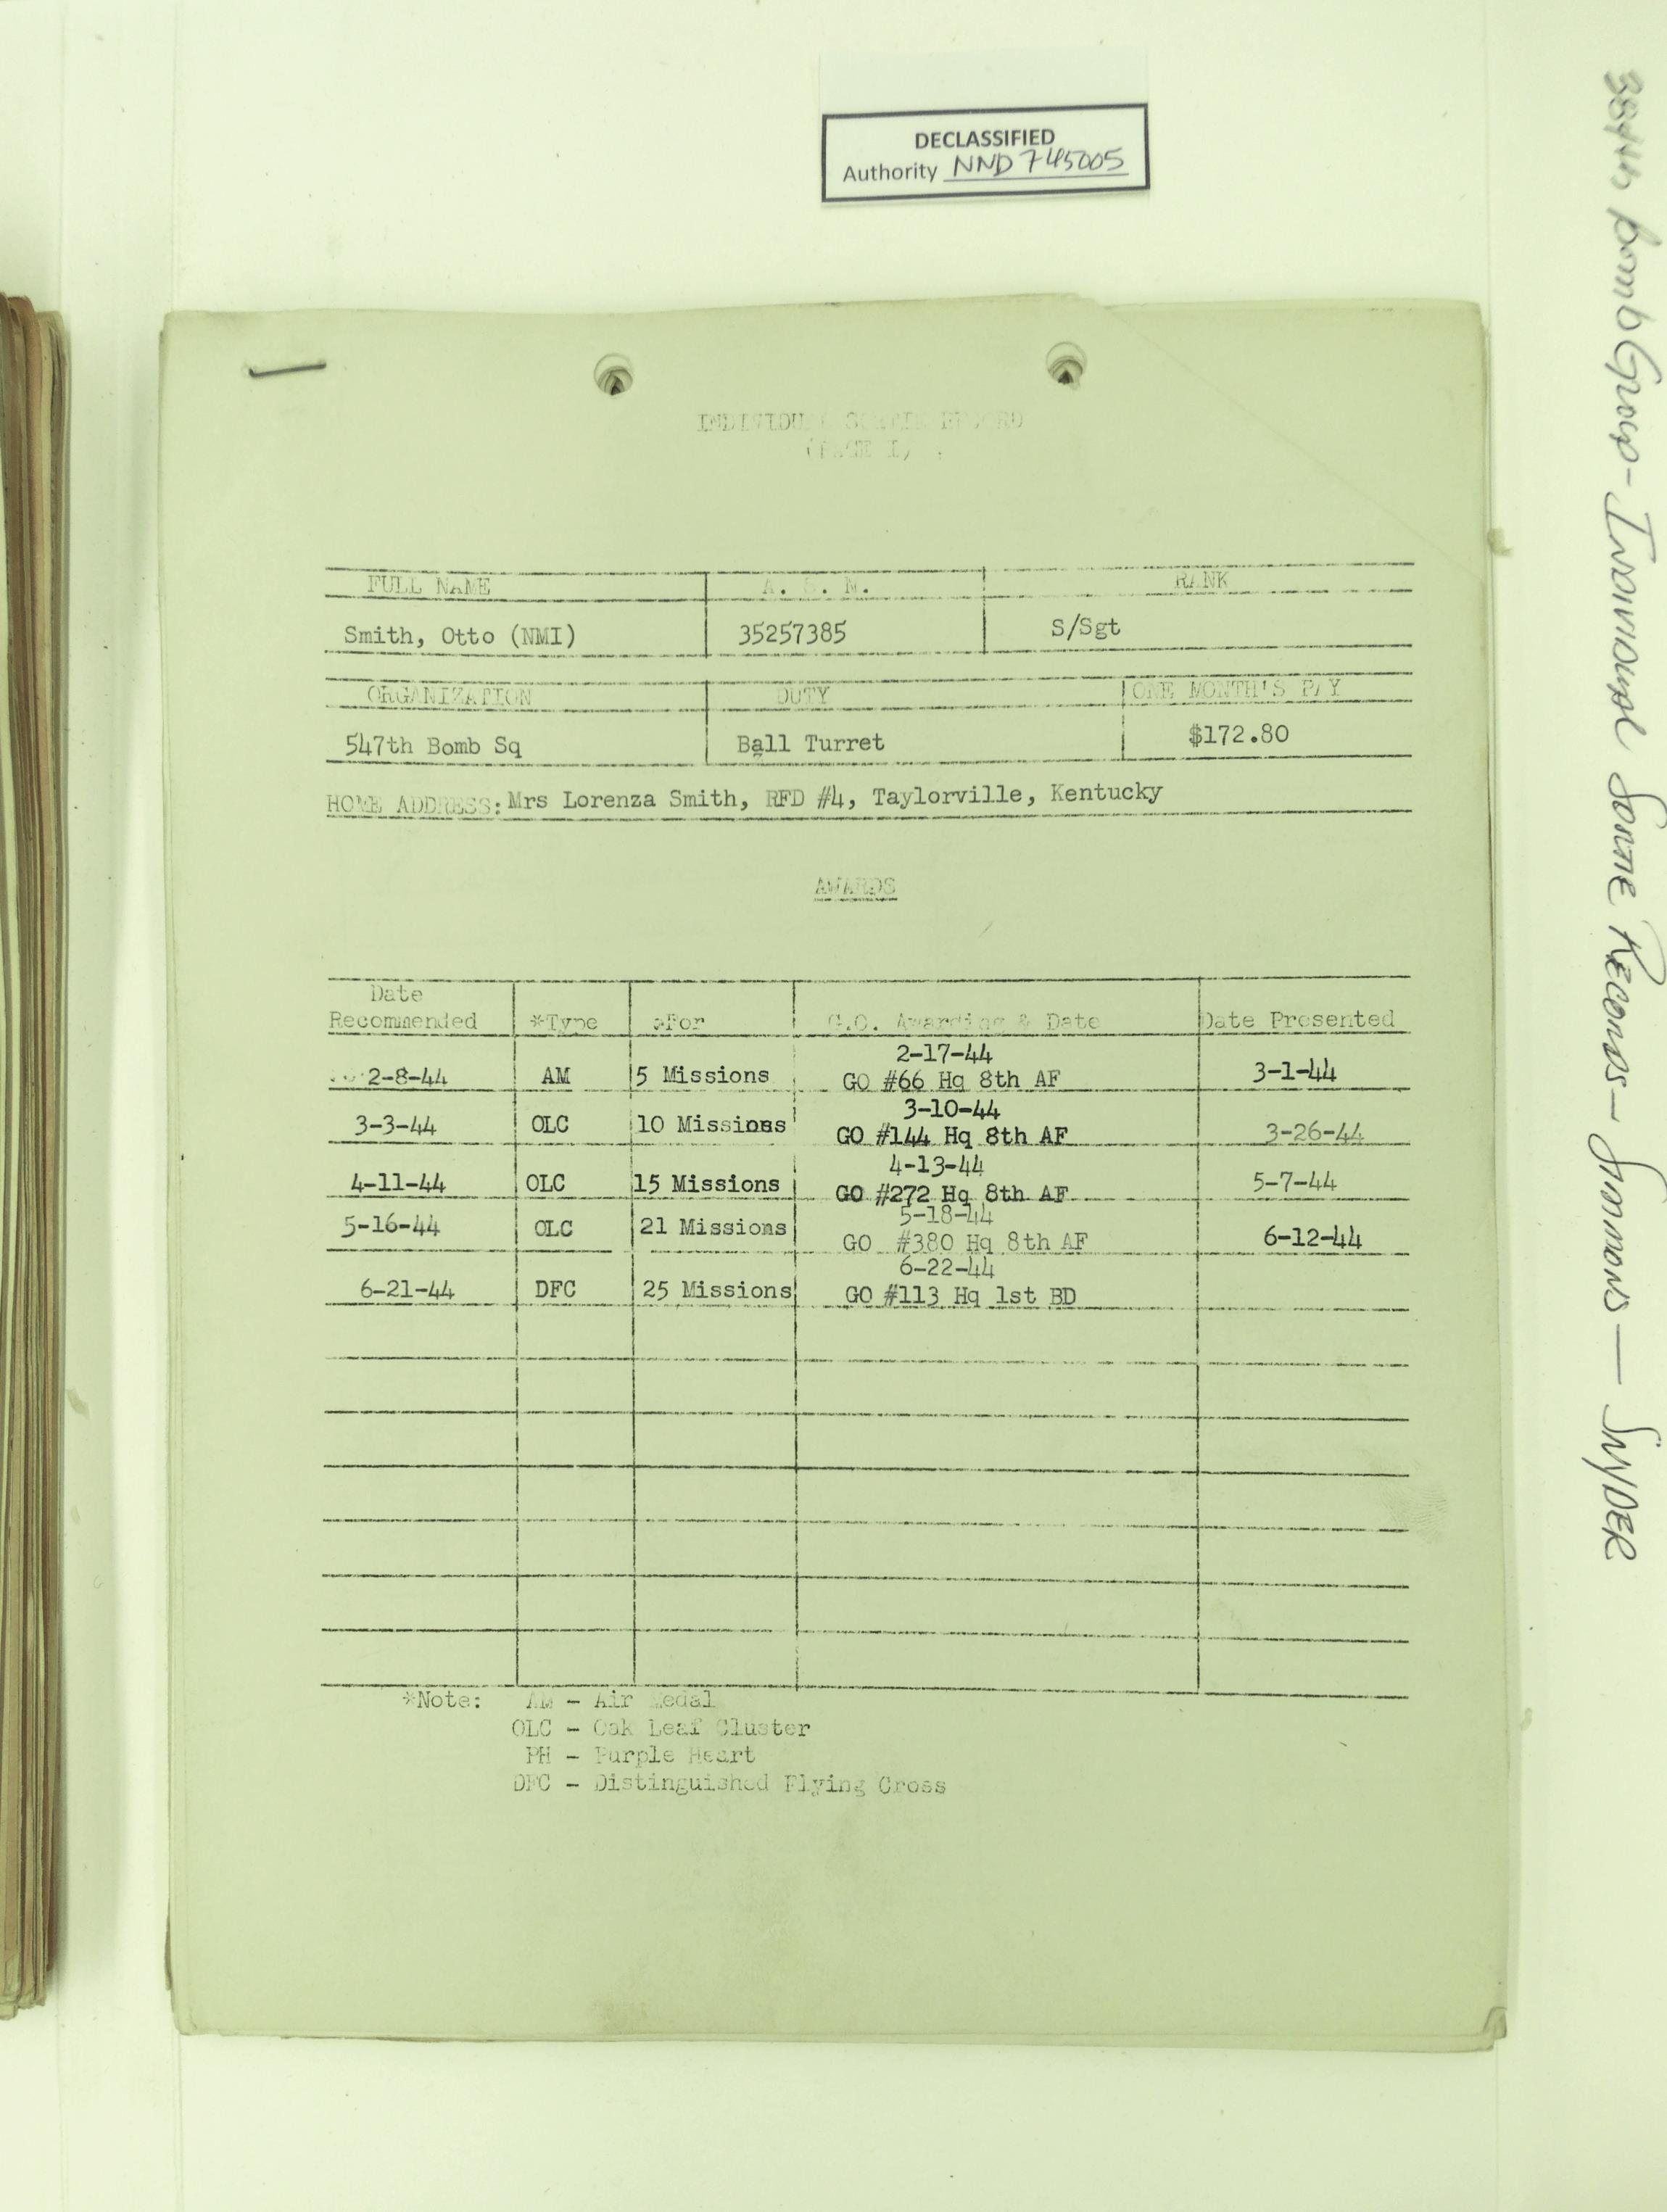 DECLASSIFIED
Authority NND 745005
INDIVIDUAL SORTIE RECORD
(PAGE I)
FULL NAME A. S. N. RANK
Smith, Otto (NMI) 35257385 S/Sgt
ORGANIZATION DUTY ONE MONTH'S PAY
547th Bomb Sq Ball Turret $172.80
HOME ADDRESS: Mrs Lorenza Smith, RFD #4, Taylorville, Kentucky
AWARDS
Date
Recommended *Type *For G.O. Awarding & Date Date Presented
2-17-44
2-8-44 AM 5 Missions GO #66 Hq 8th AF 3-1-44
3-10-44
3-3-44 OLC 10 Missions GO #144 Hq 8th AF 3-26-44
4-13-44
4-11-44 OLC 15 Missions GO #272 Hq 8th AF 5-7-44
5-18-44
5-16-44 OLC 21 Missions GO #380 Hq 8th AF 6-12-44
6-22-44
6-21-44 DFC 25 Missions GO #113 Hq 1st BD
*Note: AM - Air Medal
OLC - Oak Leaf Cluster
PH - Purple Heart
DFC - Distinguished Flying Cross
384th Bomb Group - Individual Sortie Records - Simmons - SNYDER